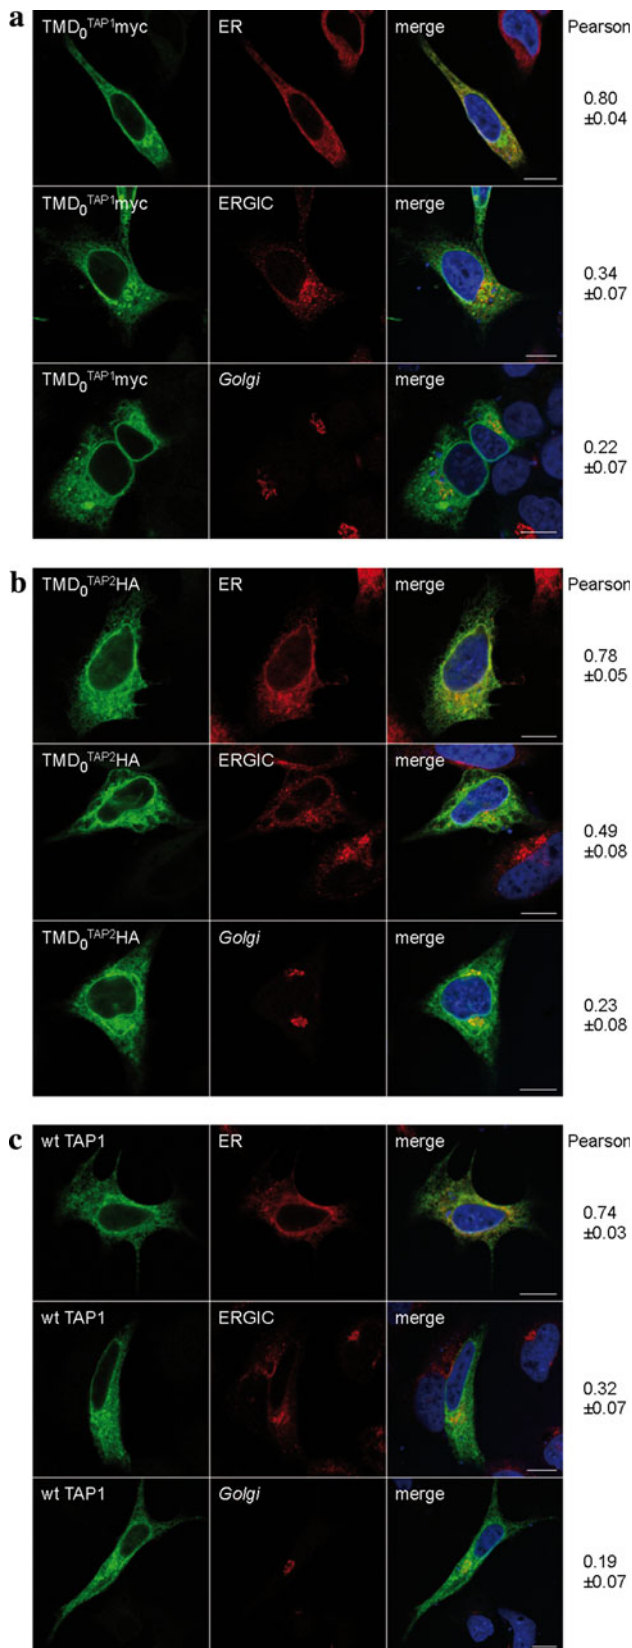 a
TMD₀ᵀᴬᴾ¹myc ER merge Pearson
0.80
±0.04
TMD₀ᵀᴬᴾ¹myc ERGIC merge
0.34
±0.07
TMD₀ᵀᴬᴾ¹myc Golgi merge
0.22
±0.07
b
TMD₀ᵀᴬᴾ²HA ER merge Pearson
0.78
±0.05
TMD₀ᵀᴬᴾ²HA ERGIC merge
0.49
±0.08
TMD₀ᵀᴬᴾ²HA Golgi merge
0.23
±0.08
c
wt TAP1 ER merge Pearson
0.74
±0.03
wt TAP1 ERGIC merge
0.32
±0.07
wt TAP1 Golgi merge
0.19
±0.07